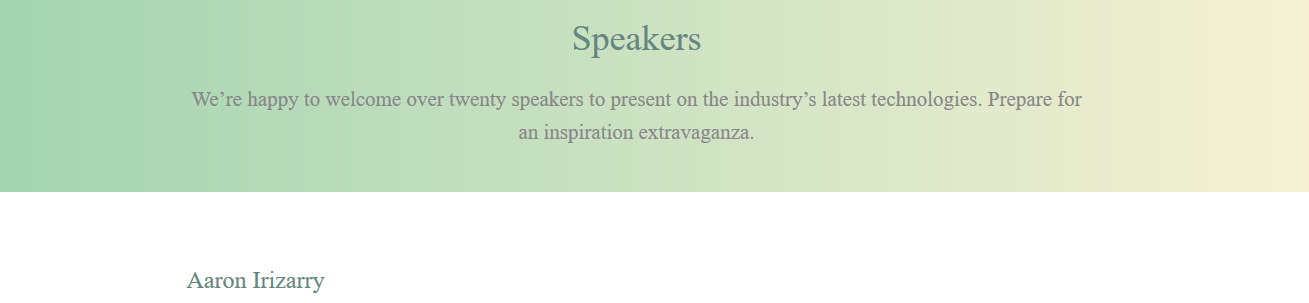 Speakers
We’re happy to welcome over twenty speakers to present on the industry’s latest technologies. Prepare for
an inspiration extravaganza.
Aaron Irizarry